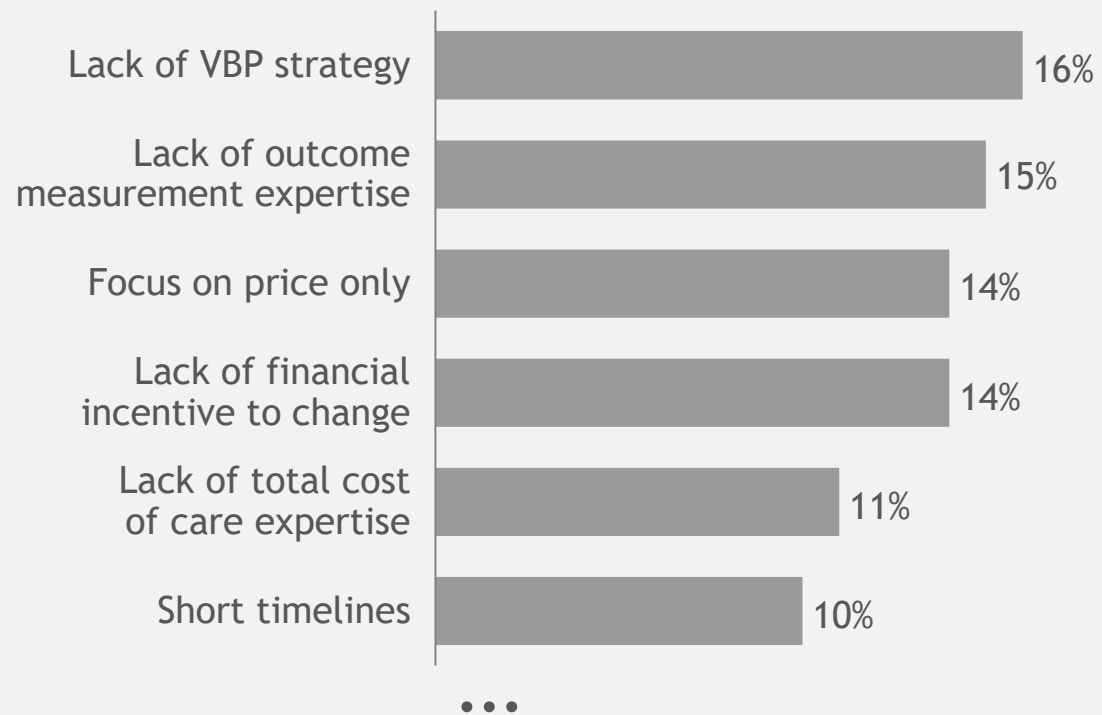 Lack of VBP strategy
16%
Lack of outcome
measurement expertise
15%
Focus on price only
14%
Lack of financial
incentive to change
14%
Lack of total cost
of care expertise
11%
Short timelines
10%
...